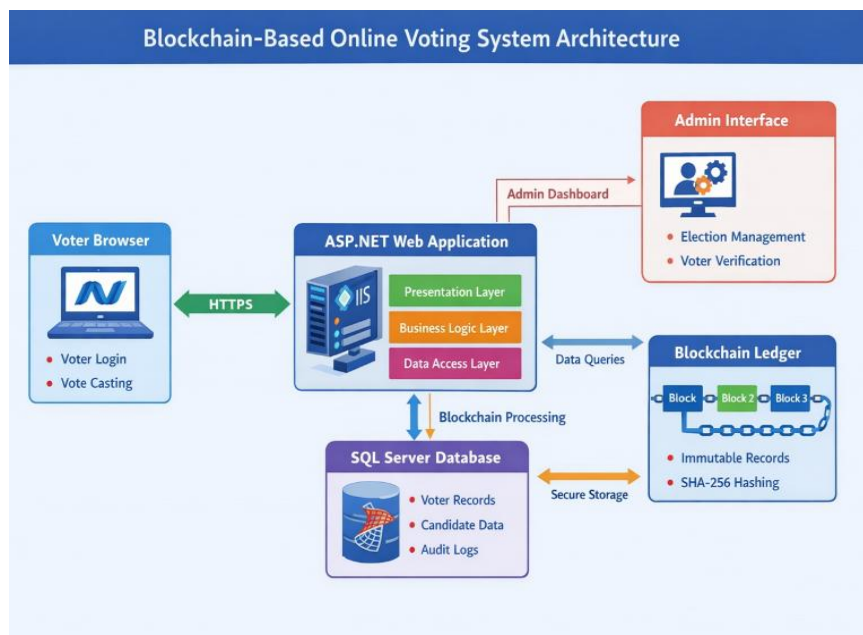 Blockchain-Based Online Voting System Architecture
Admin Interface
Election Management
Voter Verification
Admin Dashboard
Voter Browser
Voter Login
Vote Casting
HTTPS
ASP.NET Web Application
IIS
Presentation Layer
Business Logic Layer
Data Access Layer
Data Queries
Blockchain Ledger
Block
Block 2
Block 3
Immutable Records
SHA-256 Hashing
Blockchain Processing
SQL Server Database
Voter Records
Candidate Data
Audit Logs
Secure Storage